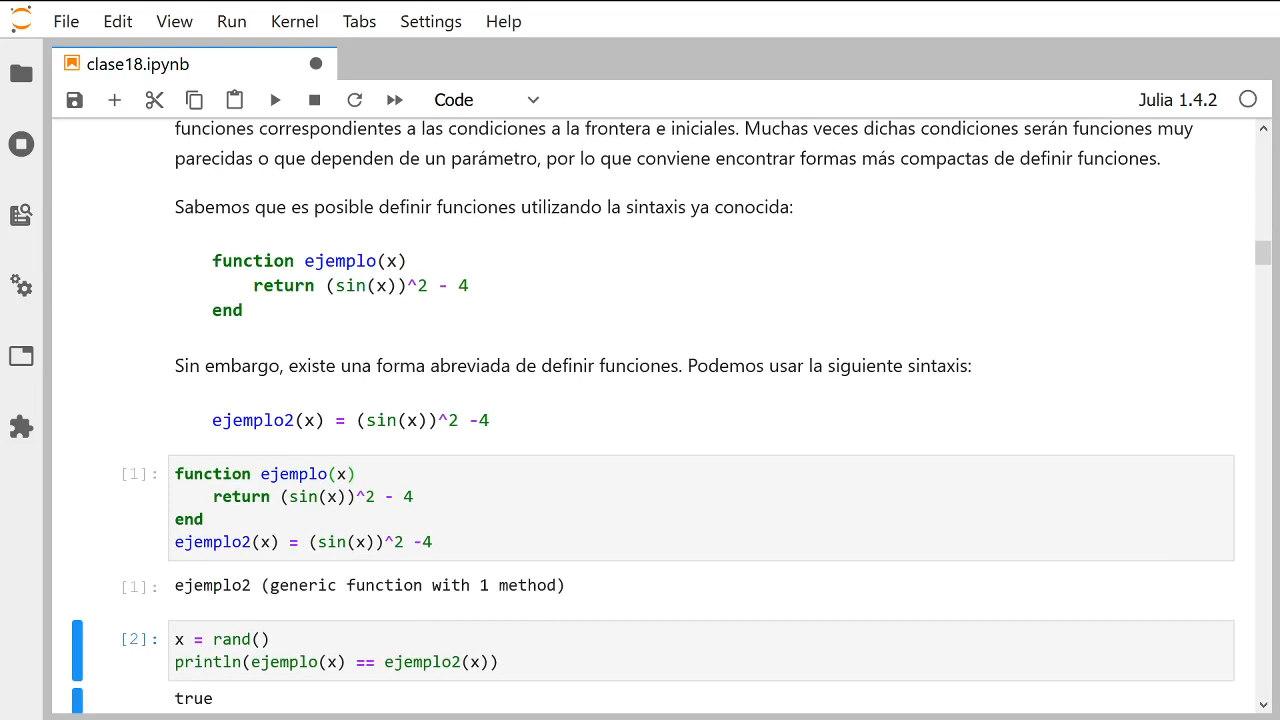 File Edit View Run Kernel Tabs Settings Help
clase18.ipynb
Code
Julia 1.4.2
funciones correspondientes a las condiciones a la frontera e iniciales. Muchas veces dichas condiciones serán funciones muy
parecidas o que dependen de un parámetro, por lo que conviene encontrar formas más compactas de definir funciones.
Sabemos que es posible definir funciones utilizando la sintaxis ya conocida:
function ejemplo(x)
    return (sin(x))^2 - 4
end
Sin embargo, existe una forma abreviada de definir funciones. Podemos usar la siguiente sintaxis:
ejemplo2(x) = (sin(x))^2 -4
[1]: function ejemplo(x)
    return (sin(x))^2 - 4
end
ejemplo2(x) = (sin(x))^2 -4
[1]: ejemplo2 (generic function with 1 method)
[2]: x = rand()
println(ejemplo(x) == ejemplo2(x))
true